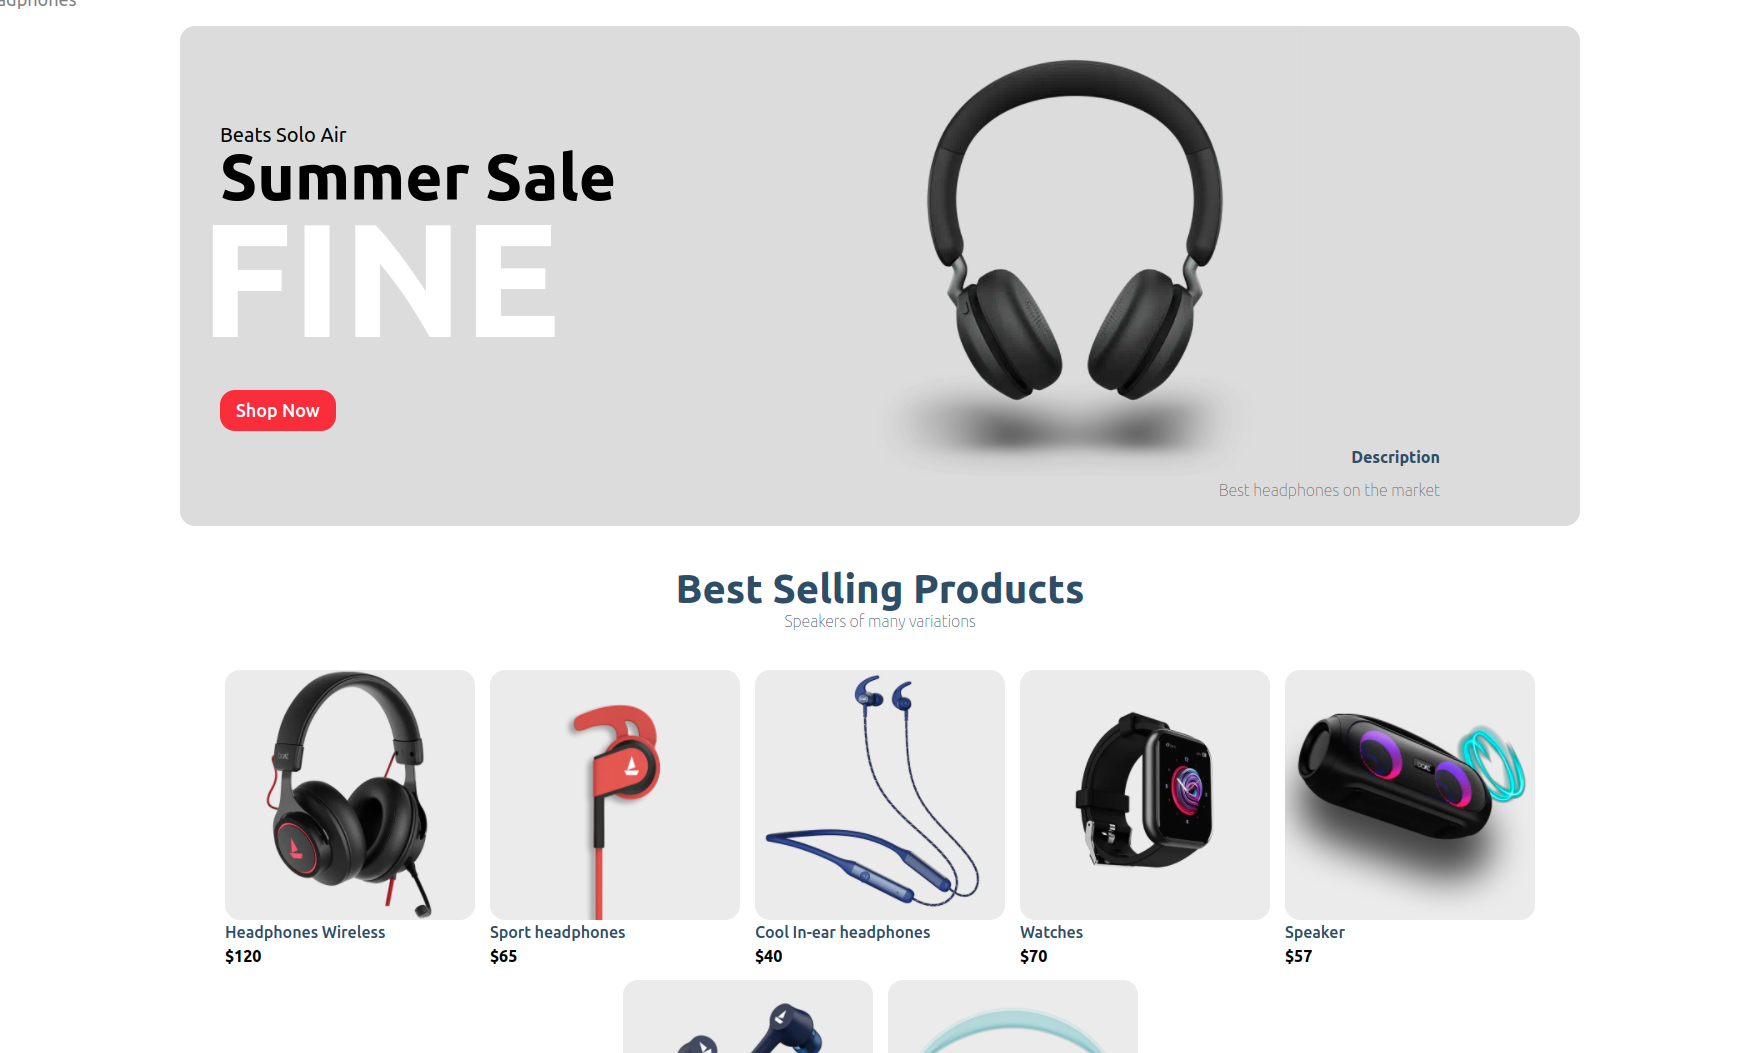 Beats Solo Air
Summer Sale
FINE
Shop Now
Description
Best headphones on the market
Best Selling Products
Speakers of many variations
Headphones Wireless
$120
Sport headphones
$65
Cool In-ear headphones
$40
Watches
$70
Speaker
$57